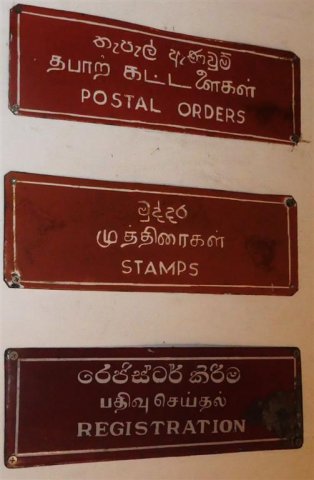 තැපැල් ඇණවුම්
தபாற் கட்டளைகள்
POSTAL ORDERS
මුද්දර
முத்திரைகள்
STAMPS
රෙජිස්ටර් කිරීම
பதிவு செய்தல்
REGISTRATION